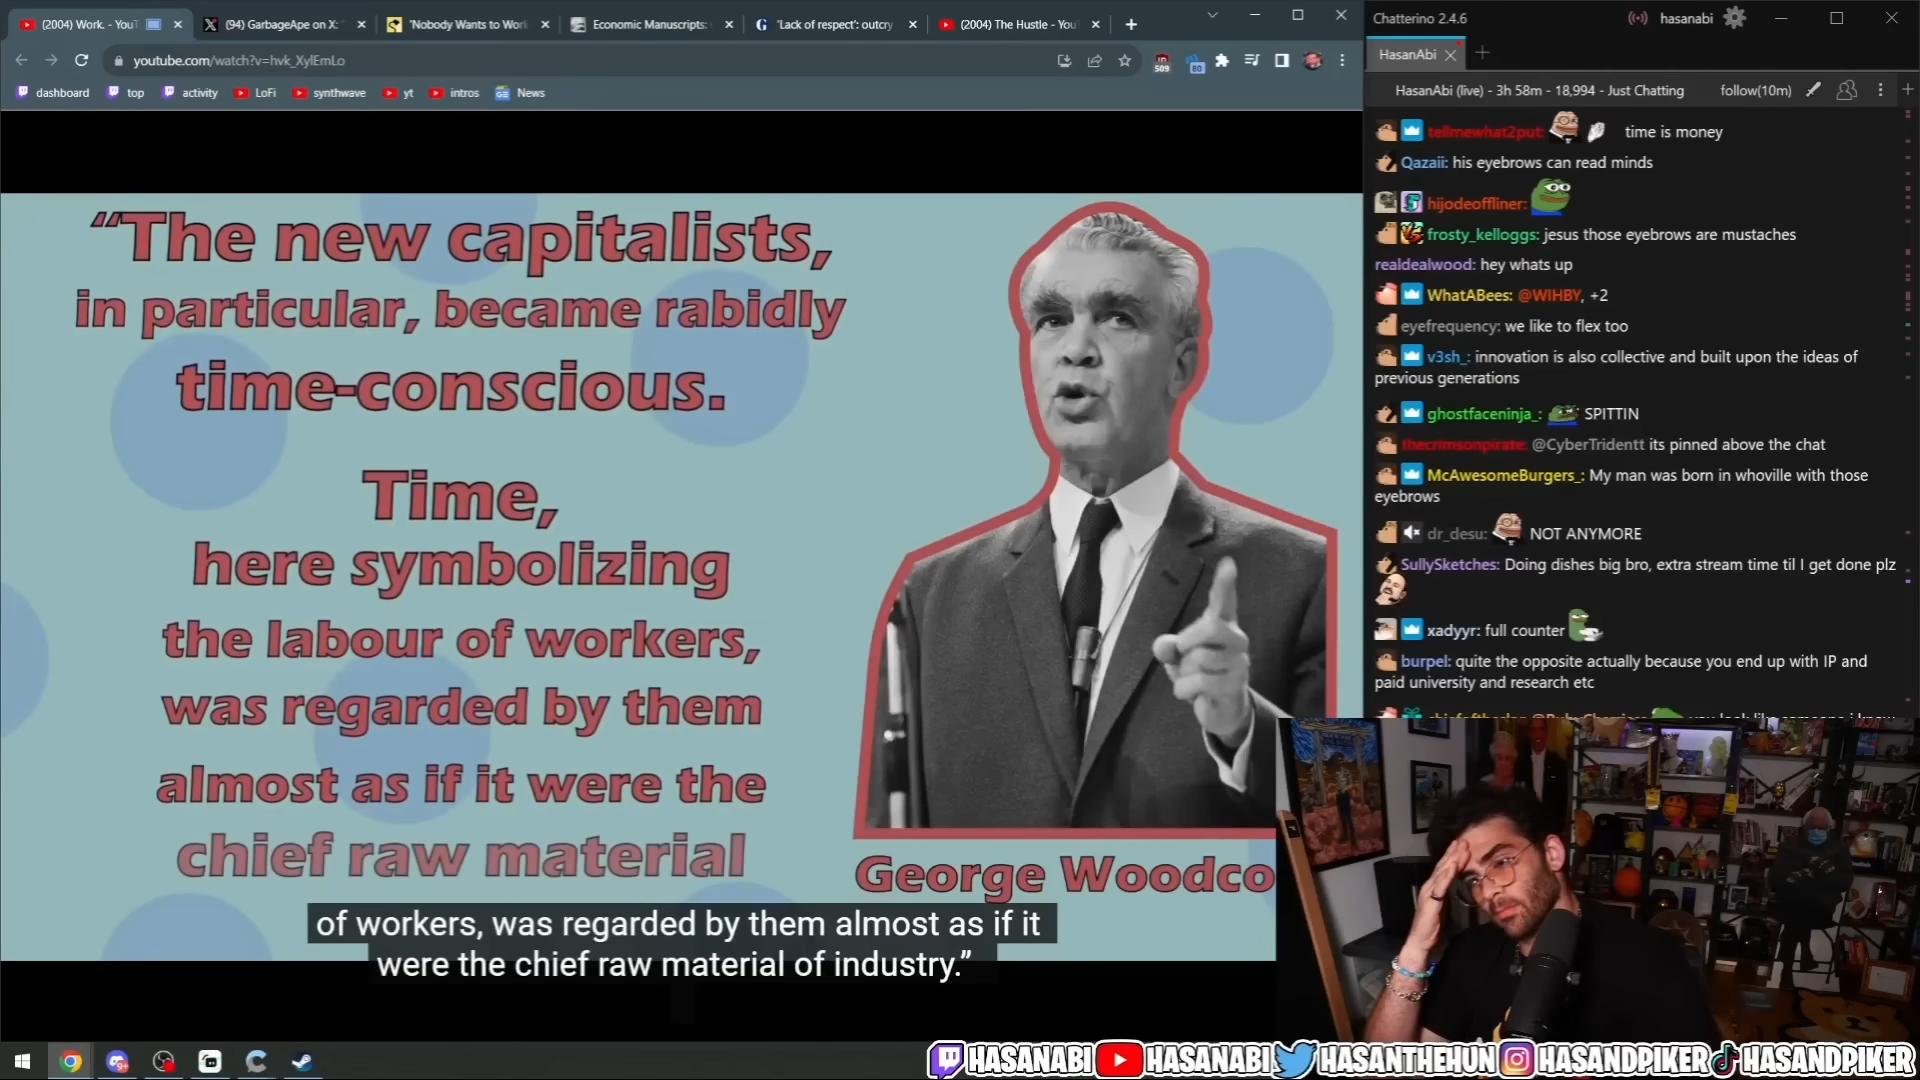 (2004) Work. - YouT
(94) GarbageApe on X: "
"Nobody Wants to Work
Economic Manuscripts:
'Lack of respect': outcry
(2004) The Hustle - YouT
youtube.com/watch?v=hvk_XylEmLo
509
80
dashboard
top
activity
LoFi
synthwave
yt
intros
News
“The new capitalists,
in particular, became rabidly
time-conscious.
Time,
here symbolizing
the labour of workers,
was regarded by them
almost as if it were the
chief raw material
George Woodco
of workers, was regarded by them almost as if it
were the chief raw material of industry.”
Chatterino 2.4.6
hasanabi
HasanAbi
HasanAbi (live) - 3h 58m - 18,994 - Just Chatting
follow(10m)
tellmewhat2put: time is money
Qazaii: his eyebrows can read minds
hijodeoffliner:
frosty_kelloggs: jesus those eyebrows are mustaches
realdealwood: hey whats up
WhatABees: @WIHBY, +2
eyefrequency: we like to flex too
v3sh_: innovation is also collective and built upon the ideas of
previous generations
ghostfaceninja_: SPITTIN
thecrimsonpirate: @CyberTridentt its pinned above the chat
McAwesomeBurgers_: My man was born in whoville with those
eyebrows
dr_desu: NOT ANYMORE
SullySketches: Doing dishes big bro, extra stream time til I get done plz
xadyyr: full counter
burpel: quite the opposite actually because you end up with IP and
paid university and research etc
HASANABI
HASANABI
HASANTHEHUN
HASANDPIKER
HASANDPIKER